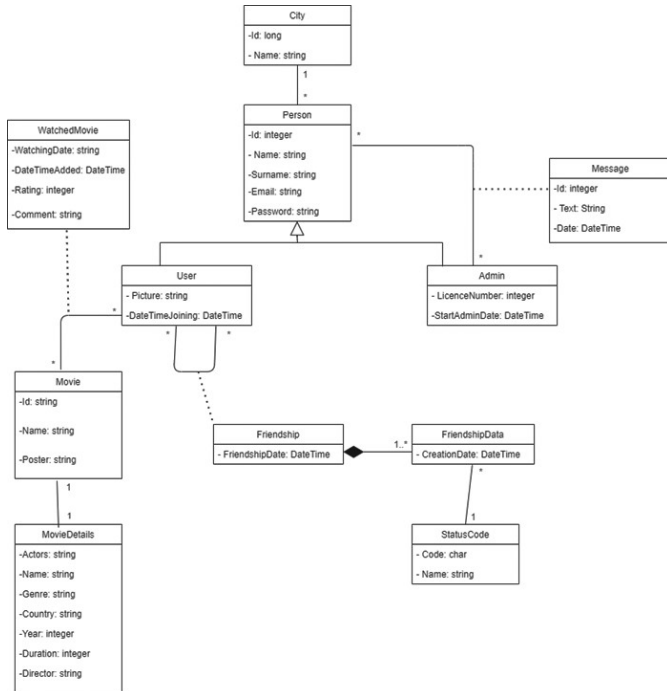 City
-Id: long
- Name: string
1
*
Person
-Id: integer
- Name: string
-Surname: string
-Email: string
-Password: string
*
WatchedMovie
-WatchingDate: string
-DateTimeAdded: DateTime
-Rating: integer
-Comment: string
Message
-Id: integer
- Text: String
-Date: DateTime
*
User
- Picture: string
-DateTimeJoining: DateTime
*
*
*
Admin
- LicenceNumber: integer
-StartAdminDate: DateTime
*
Movie
-Id: string
-Name: string
-Poster: string
1
1
Friendship
- FriendshipDate: DateTime
1..*
FriendshipData
- CreationDate: DateTime
*
1
StatusCode
- Code: char
- Name: string
MovieDetails
-Actors: string
-Name: string
-Genre: string
-Country: string
-Year: integer
-Duration: integer
-Director: string